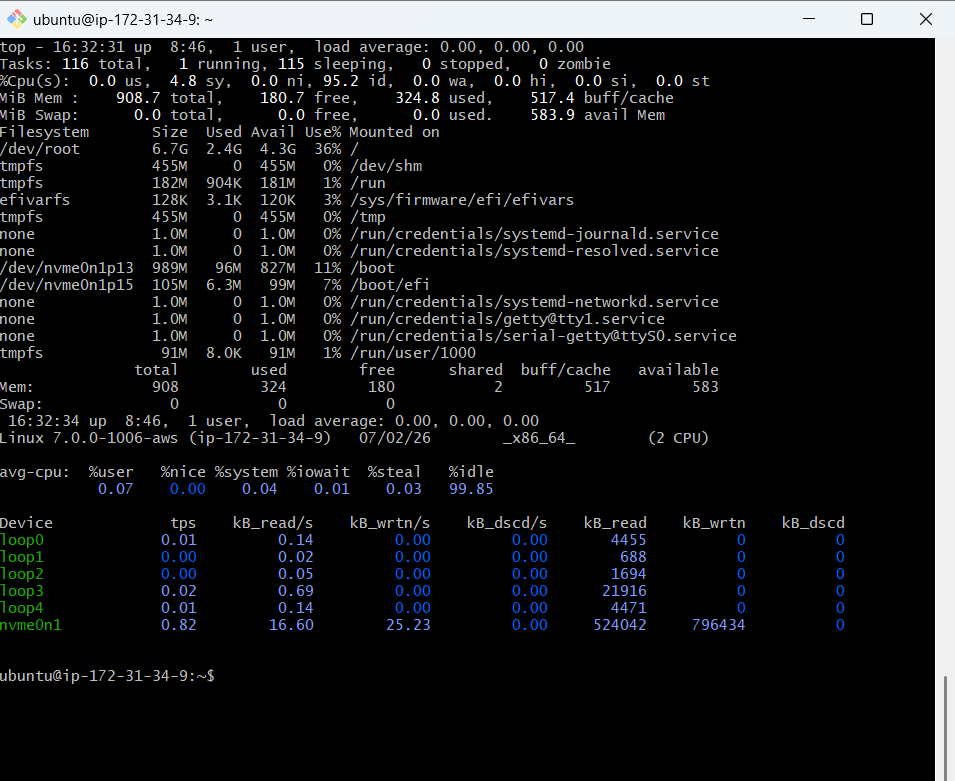 ubuntu@ip-172-31-34-9: ~
top - 16:32:31 up  8:46,  1 user,  load average: 0.00, 0.00, 0.00
Tasks: 116 total,   1 running, 115 sleeping,   0 stopped,   0 zombie
%Cpu(s):  0.0 us,  4.8 sy,  0.0 ni, 95.2 id,  0.0 wa,  0.0 hi,  0.0 si,  0.0 st
MiB Mem :    908.7 total,    180.7 free,    324.8 used,    517.4 buff/cache
MiB Swap:      0.0 total,      0.0 free,      0.0 used.    583.9 avail Mem
Filesystem       Size  Used Avail Use% Mounted on
/dev/root        6.7G  2.4G  4.3G  36% /
tmpfs            455M     0  455M   0% /dev/shm
tmpfs            182M  904K  181M   1% /run
efivarfs         128K  3.1K  120K   3% /sys/firmware/efi/efivars
tmpfs            455M     0  455M   0% /tmp
none             1.0M     0  1.0M   0% /run/credentials/systemd-journald.service
none             1.0M     0  1.0M   0% /run/credentials/systemd-resolved.service
/dev/nvme0n1p13  989M   96M  827M  11% /boot
/dev/nvme0n1p15  105M  6.3M   99M   7% /boot/efi
none             1.0M     0  1.0M   0% /run/credentials/systemd-networkd.service
none             1.0M     0  1.0M   0% /run/credentials/getty@tty1.service
none             1.0M     0  1.0M   0% /run/credentials/serial-getty@ttyS0.service
tmpfs             91M  8.0K   91M   1% /run/user/1000
               total        used        free      shared  buff/cache   available
Mem:             908         324         180           2         517         583
Swap:              0           0           0
 16:32:34 up  8:46,  1 user,  load average: 0.00, 0.00, 0.00
Linux 7.0.0-1006-aws (ip-172-31-34-9)   07/02/26        _x86_64_        (2 CPU)
avg-cpu:  %user   %nice %system %iowait  %steal   %idle
           0.07    0.00    0.04    0.01    0.03   99.85
Device             tps    kB_read/s    kB_wrtn/s    kB_dscd/s    kB_read    kB_wrtn    kB_dscd
loop0             0.01         0.14         0.00         0.00       4455          0          0
loop1             0.00         0.02         0.00         0.00        688          0          0
loop2             0.00         0.05         0.00         0.00       1694          0          0
loop3             0.02         0.69         0.00         0.00      21916          0          0
loop4             0.01         0.14         0.00         0.00       4471          0          0
nvme0n1           0.82        16.60        25.23         0.00     524042     796434          0
ubuntu@ip-172-31-34-9:~$